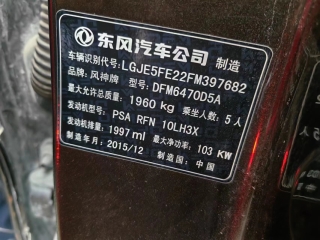 东风汽车公司 制造
车辆识别代号: LGJE5FE22FM397682
品牌: 风神牌 型号: DFM6470D5A
最大允许总质量: 1960 kg 乘坐人数: 5 人
发动机型号: PSA RFN 10LH3X
发动机排量: 1997 ml 最大净功率: 103 KW
制造年月: 2015/12 制造国: 中国